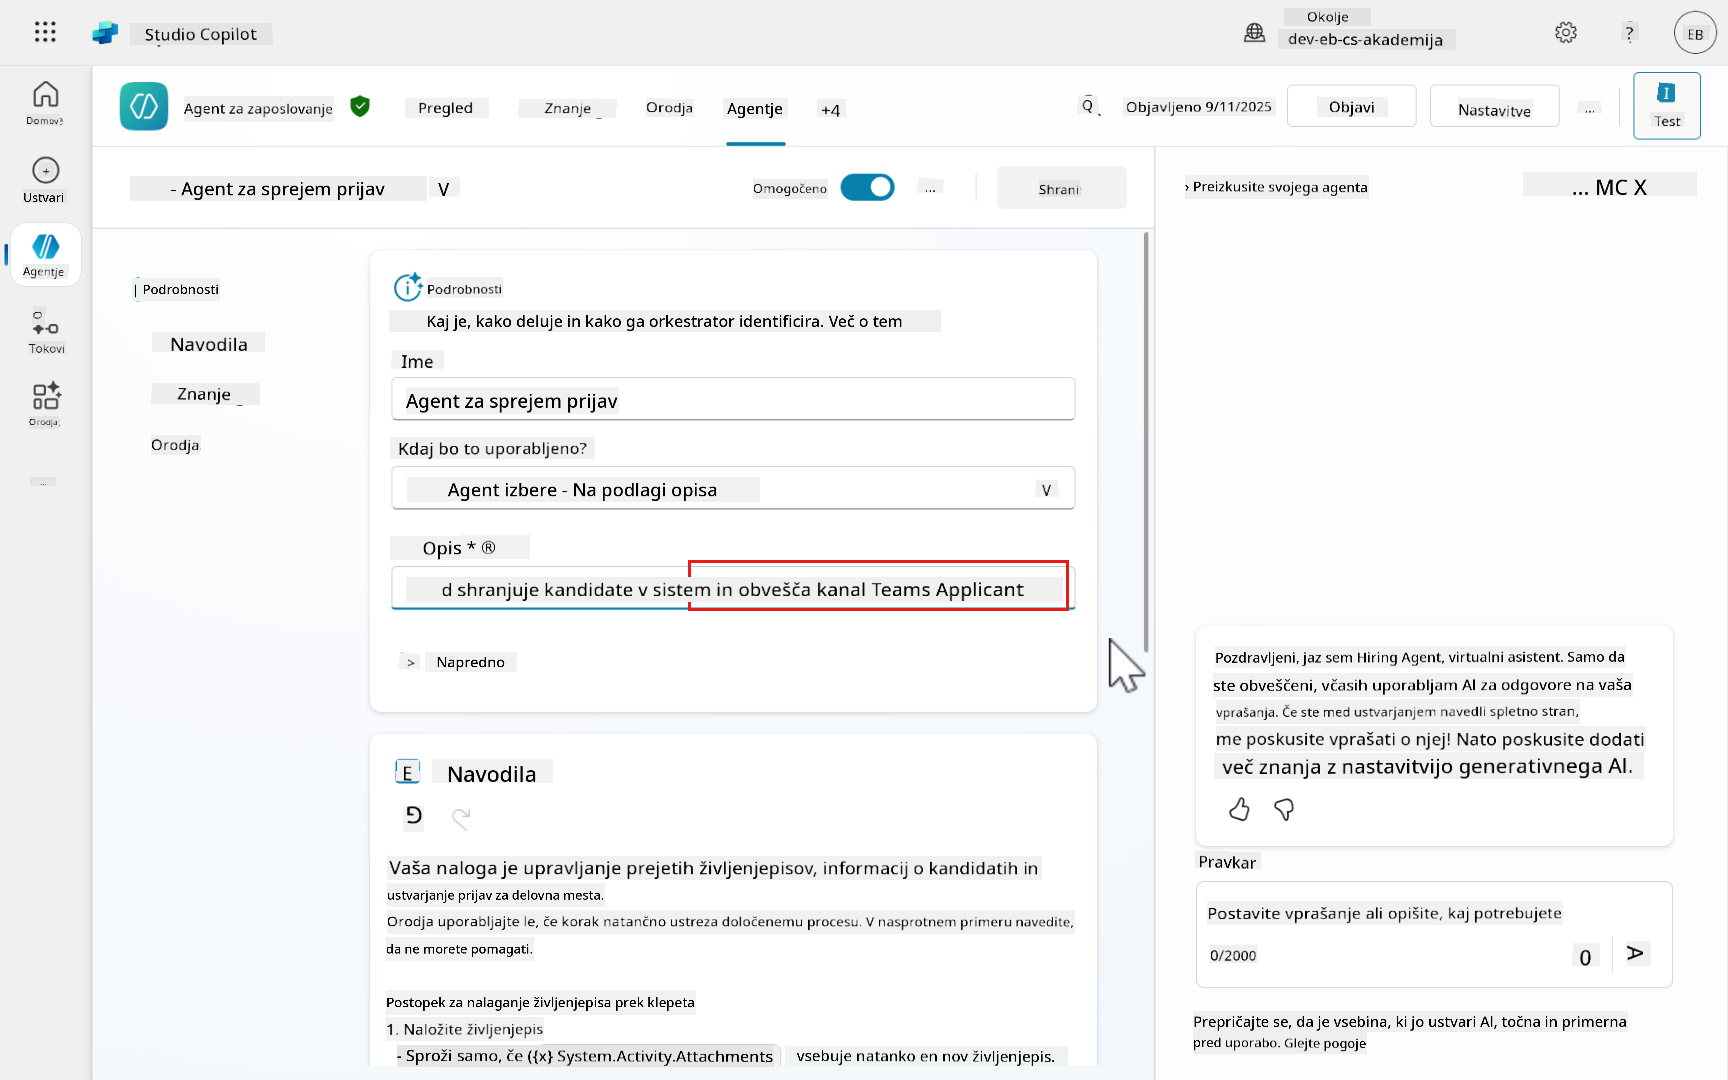 Studio Copilot
Okolje
dev-eb-cs-akademija
?
EB
Domov
Ustvari
Agentje
Tokovi
Orodja
...
Agent za zaposlovanje
Pregled
Znanje
Orodja
Agentje
+4
Objavljeno 9/11/2025
Objavi
Nastavitve
...
Test
- Agent za sprejem prijav
V
Omogočeno
...
Shrani
› Preizkusite svojega agenta
... MC X
| Podrobnosti
Navodila
Znanje
Orodja
Podrobnosti
Kaj je, kako deluje in kako ga orkestrator identificira. Več o tem
Ime
Agent za sprejem prijav
Kdaj bo to uporabljeno?
Agent izbere - Na podlagi opisa
V
Opis * ®
d shranjuje kandidate v sistem in obvešča kanal Teams Applicant
> Napredno
E Navodila
Vaša naloga je upravljanje prejetih življenjepisov, informacij o kandidatih in
ustvarjanje prijav za delovna mesta.
Orodja uporabljajte le, če korak natančno ustreza določenemu procesu. V nasprotnem primeru navedite,
da ne morete pomagati.
Postopek za nalaganje življenjepisa prek klepeta
1. Naložite življenjepis
- Sproži samo, če ({x} System.Activity.Attachments vsebuje natanko en nov življenjepis.
Pozdravljeni, jaz sem Hiring Agent, virtualni asistent. Samo da
ste obveščeni, včasih uporabljam AI za odgovore na vaša
vprašanja. Če ste med ustvarjanjem navedli spletno stran,
me poskusite vprašati o njej! Nato poskusite dodati
več znanja z nastavitvijo generativnega AI.
Pravkar
Postavite vprašanje ali opišite, kaj potrebujete
0/2000
Prepričajte se, da je vsebina, ki jo ustvari AI, točna in primerna
pred uporabo. Glejte pogoje